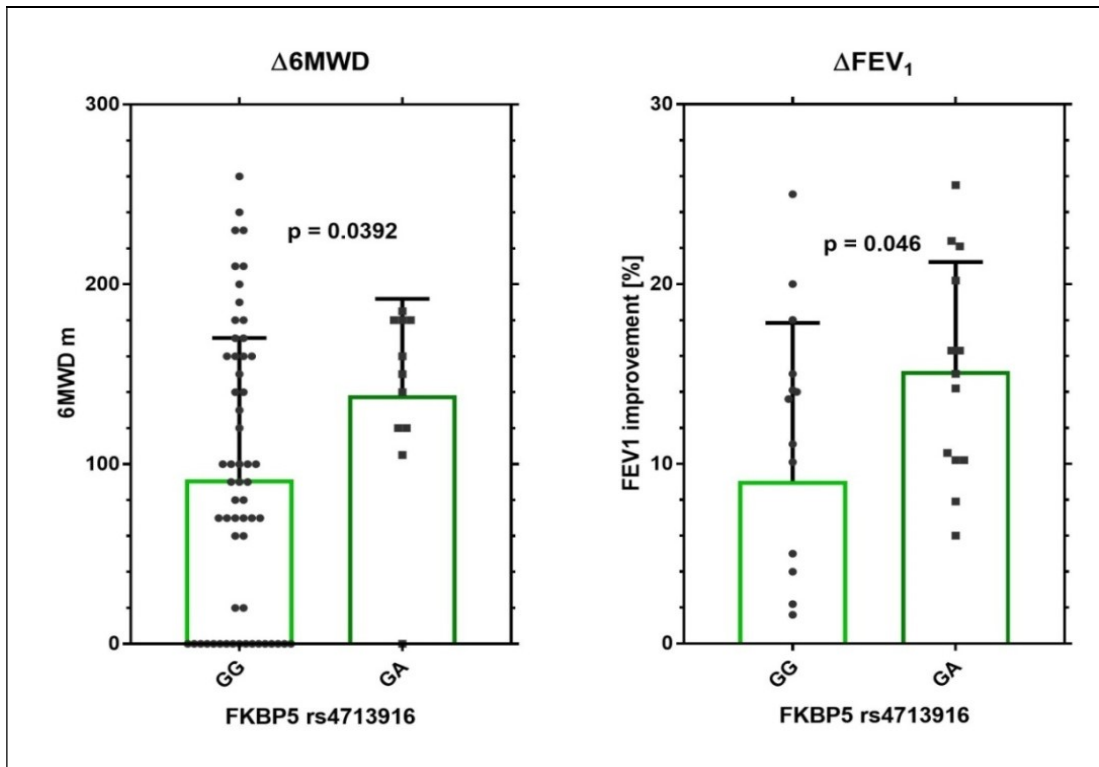 Δ6MWD
300
200
100
0
6MWD m
p = 0.0392
GG
GA
FKBP5 rs4713916
ΔFEV₁
30
20
10
0
FEV1 improvement [%]
p = 0.046
GG
GA
FKBP5 rs4713916